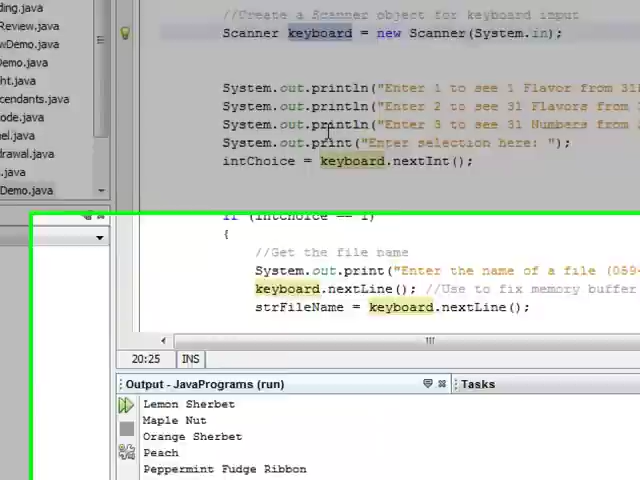 ding.java
Review.java
wDemo.java
Demo.java
ht.java
cendants.java
ode.java
nel.java
drawal.java
.java
Demo.java
//Create a Scanner object for keyboard input
Scanner keyboard = new Scanner(System.in);
System.out.println("Enter 1 to see 1 Flavor from 31
System.out.println("Enter 2 to see 31 Flavors from
System.out.println("Enter 3 to see 31 Numbers from
System.out.print("Enter selection here: ");
intChoice = keyboard.nextInt();
if (intChoice == 1)
{
//Get the file name
System.out.print("Enter the name of a file (059
keyboard.nextLine(); //Use to fix memory buffer
strFileName = keyboard.nextLine();
20:25 INS
Output - JavaPrograms (run)
Tasks
Lemon Sherbet
Maple Nut
Orange Sherbet
Peach
Peppermint Fudge Ribbon